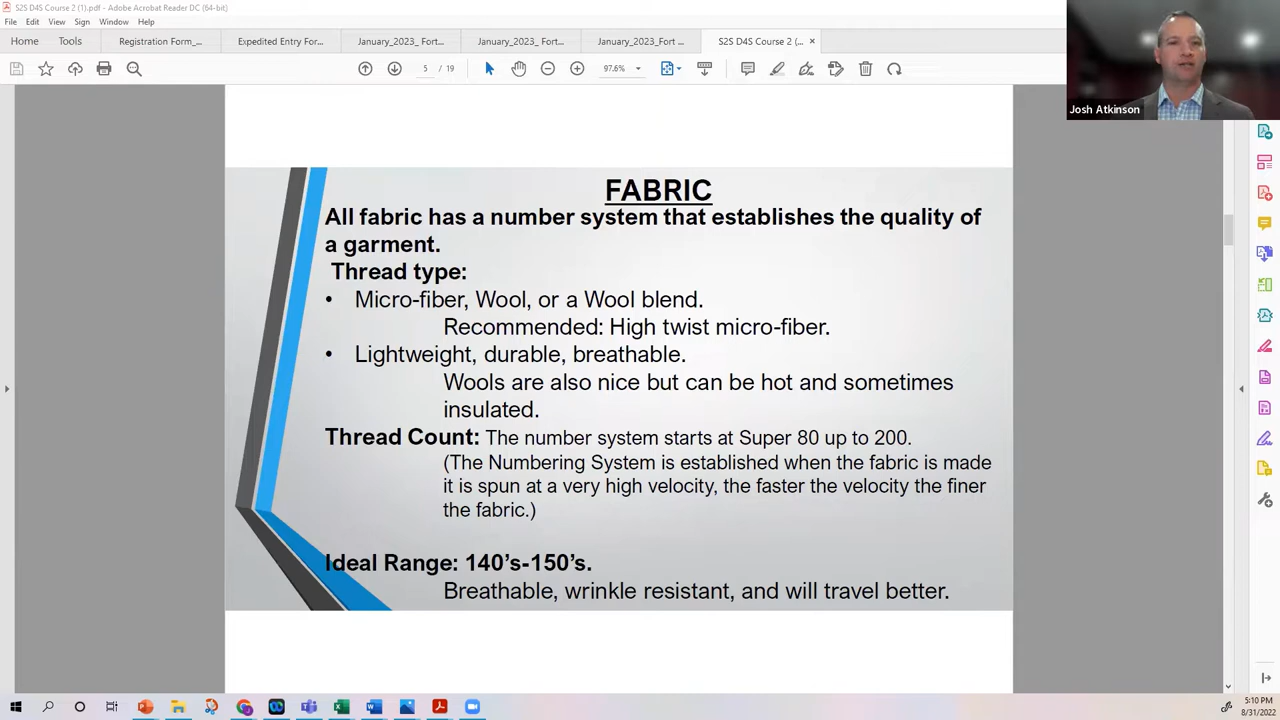 S2S D4S Course 2 (1).pdf - Adobe Acrobat Reader DC (64-bit)
File Edit View Sign Window Help
Home Tools Registration Form_... Expedited Entry For... January_2023_ Fort... January_2023_ Fort... January_2023_Fort ... S2S D4S Course 2 (... ×
5 / 19 97.6%
Josh Atkinson
FABRIC
All fabric has a number system that establishes the quality of
a garment.
Thread type:
• Micro-fiber, Wool, or a Wool blend.
Recommended: High twist micro-fiber.
• Lightweight, durable, breathable.
Wools are also nice but can be hot and sometimes
insulated.
Thread Count: The number system starts at Super 80 up to 200.
(The Numbering System is established when the fabric is made
it is spun at a very high velocity, the faster the velocity the finer
the fabric.)
Ideal Range: 140’s-150’s.
Breathable, wrinkle resistant, and will travel better.
5:10 PM
8/31/2022